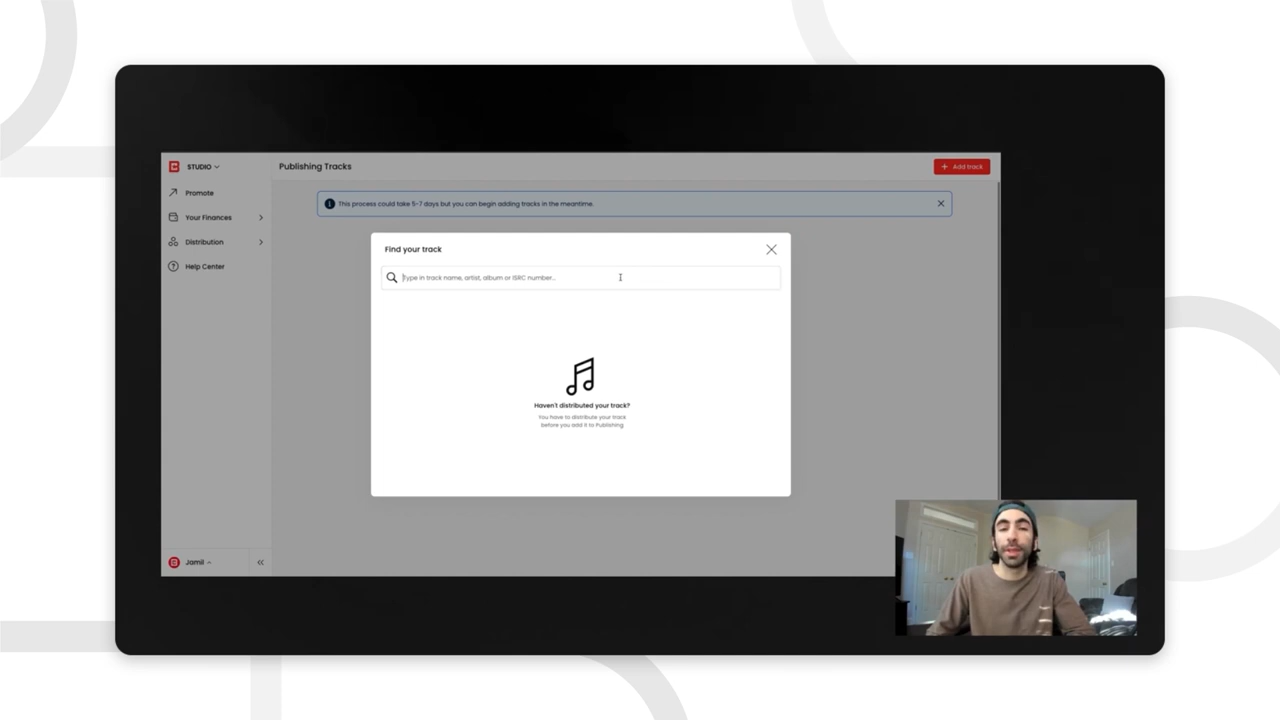 STUDIO
Publishing Tracks
+ Add track
Promote
This process could take 5-7 days but you can begin adding tracks in the meantime.
Your Finances
Distribution
Help Center
Find your track
Type in track name, artist, album or ISRC number...
Haven't distributed your track?
You have to distribute your track
before you add it to Publishing
Jamil